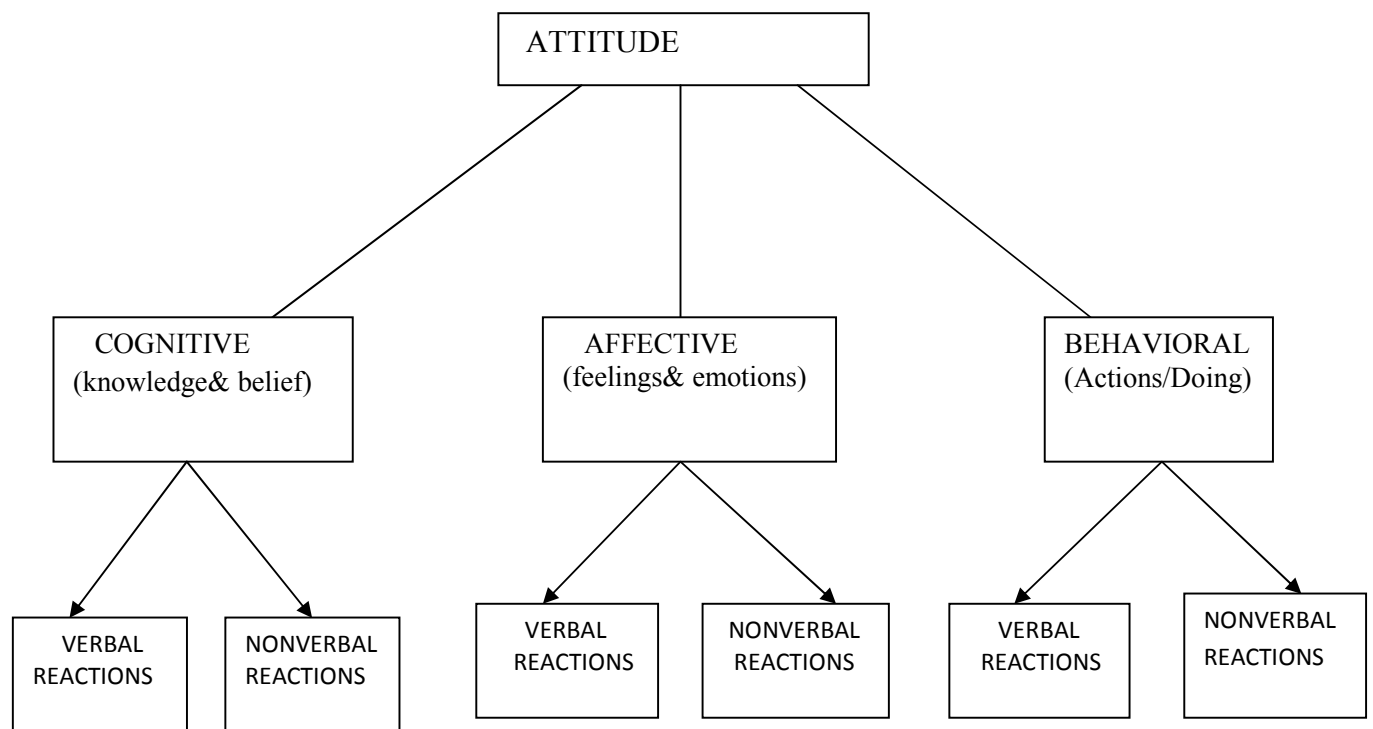 ATTITUDE
COGNITIVE
(knowledge& belief)
AFFECTIVE
(feelings& emotions)
BEHAVIORAL
(Actions/Doing)
VERBAL
REACTIONS
NONVERBAL
REACTIONS
VERBAL
REACTIONS
NONVERBAL
REACTIONS
VERBAL
REACTIONS
NONVERBAL
REACTIONS